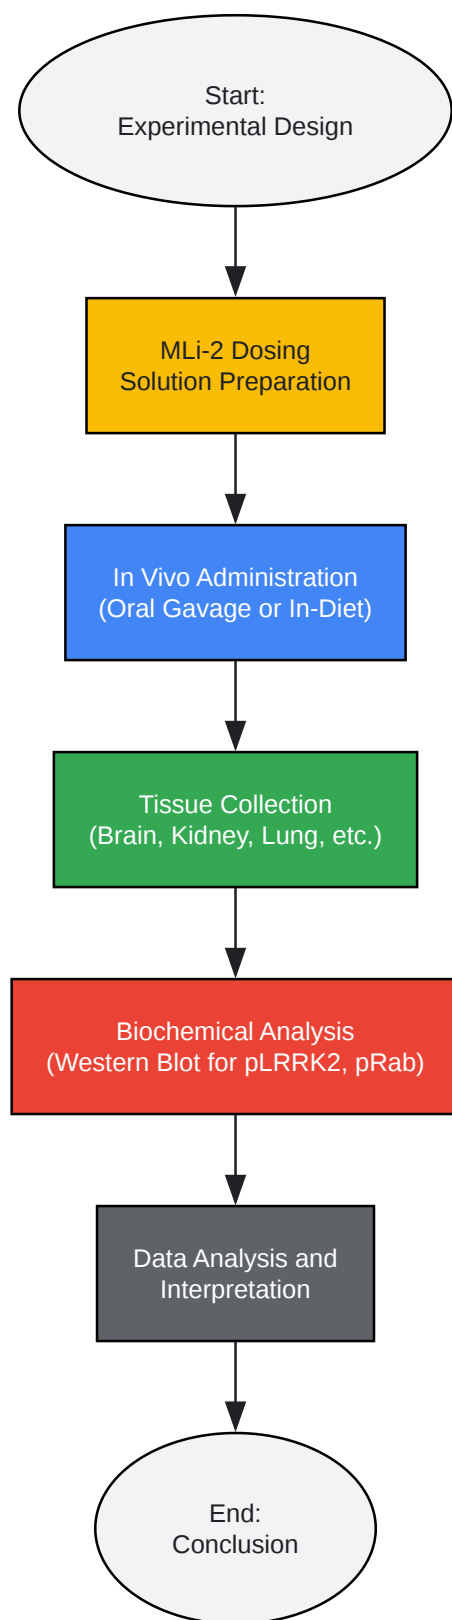 Start:
Experimental Design
MLi-2 Dosing
Solution Preparation
In Vivo Administration
(Oral Gavage or In-Diet)
Tissue Collection
(Brain, Kidney, Lung, etc.)
Biochemical Analysis
(Western Blot for pLRRK2, pRab)
Data Analysis and
Interpretation
End:
Conclusion